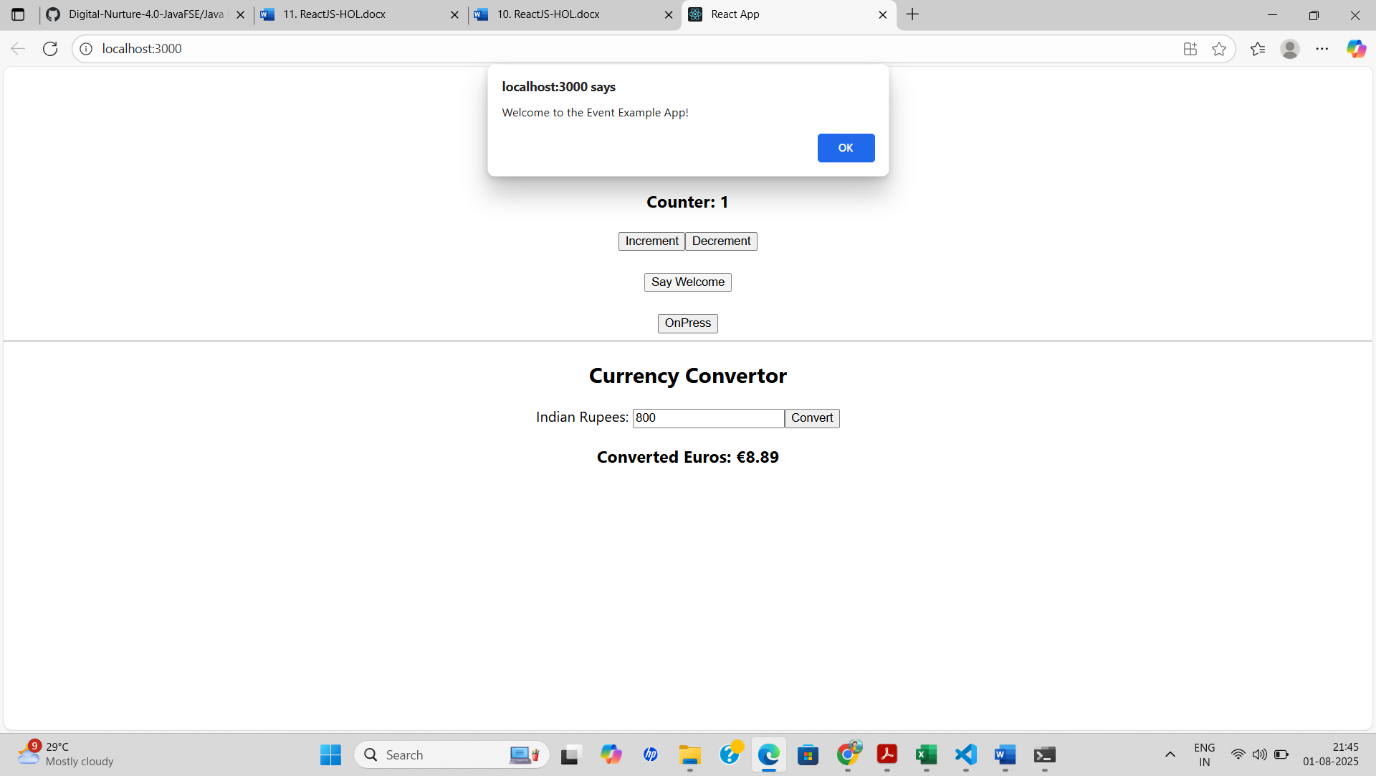 Digital-Nurture-4.0-JavaFSE/Java
11. ReactJS-HOL.docx
10. ReactJS-HOL.docx
React App
localhost:3000
localhost:3000 says
Welcome to the Event Example App!
OK
Counter: 1
Increment Decrement
Say Welcome
OnPress
Currency Convertor
Indian Rupees: 800 Convert
Converted Euros: €8.89
9
29°C
Mostly cloudy
Search
hp
ENG
IN
21:45
01-08-2025